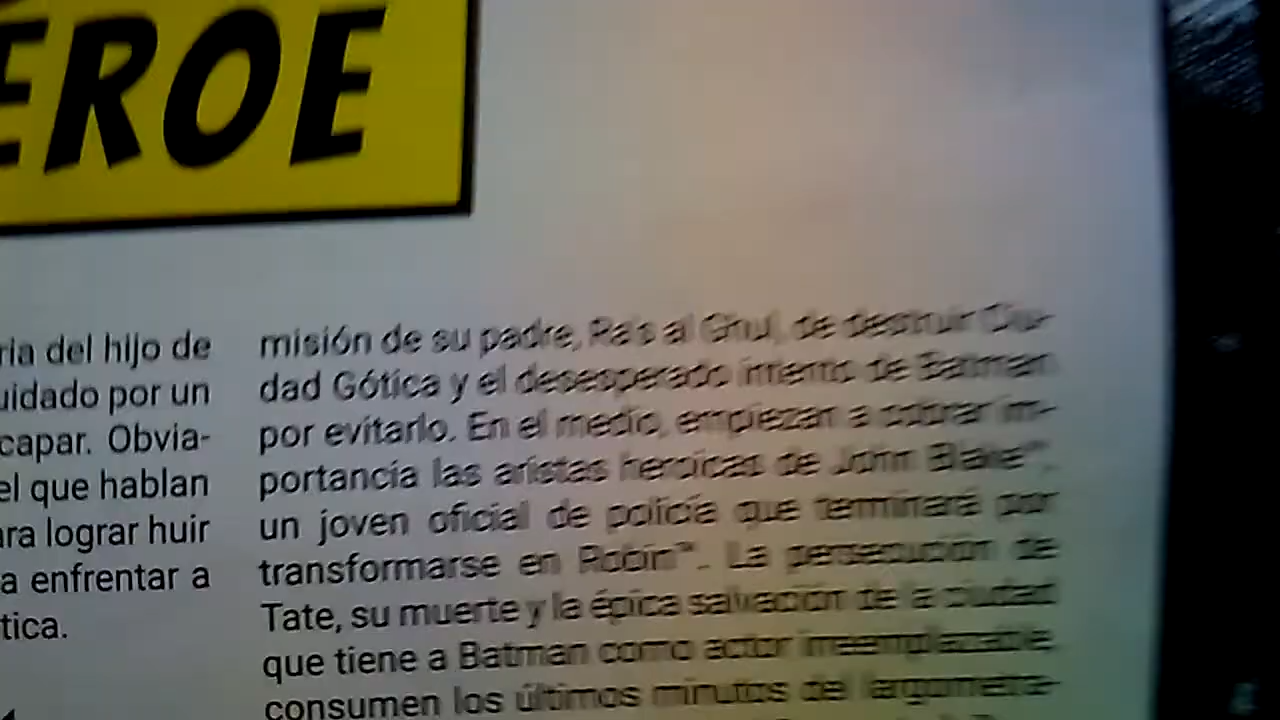 ÉROE
ria del hijo de
uidado por un
capar. Obvia-
el que hablan
ara lograr huir
a enfrentar a
tica.
misión de su padre, Ra's al Ghul, de destruir Ciu-
dad Gótica y el desesperado intento de Batman
por evitarlo. En el medio, empiezan a cobrar im-
portancia las aristas heroicas de John Blake™,
un joven oficial de policía que terminará por
transformarse en Robin™. La persecución de
Tate, su muerte y la épica salvación de la ciudad
que tiene a Batman como actor irreemplazable,
consumen los últimos minutos del largometra-